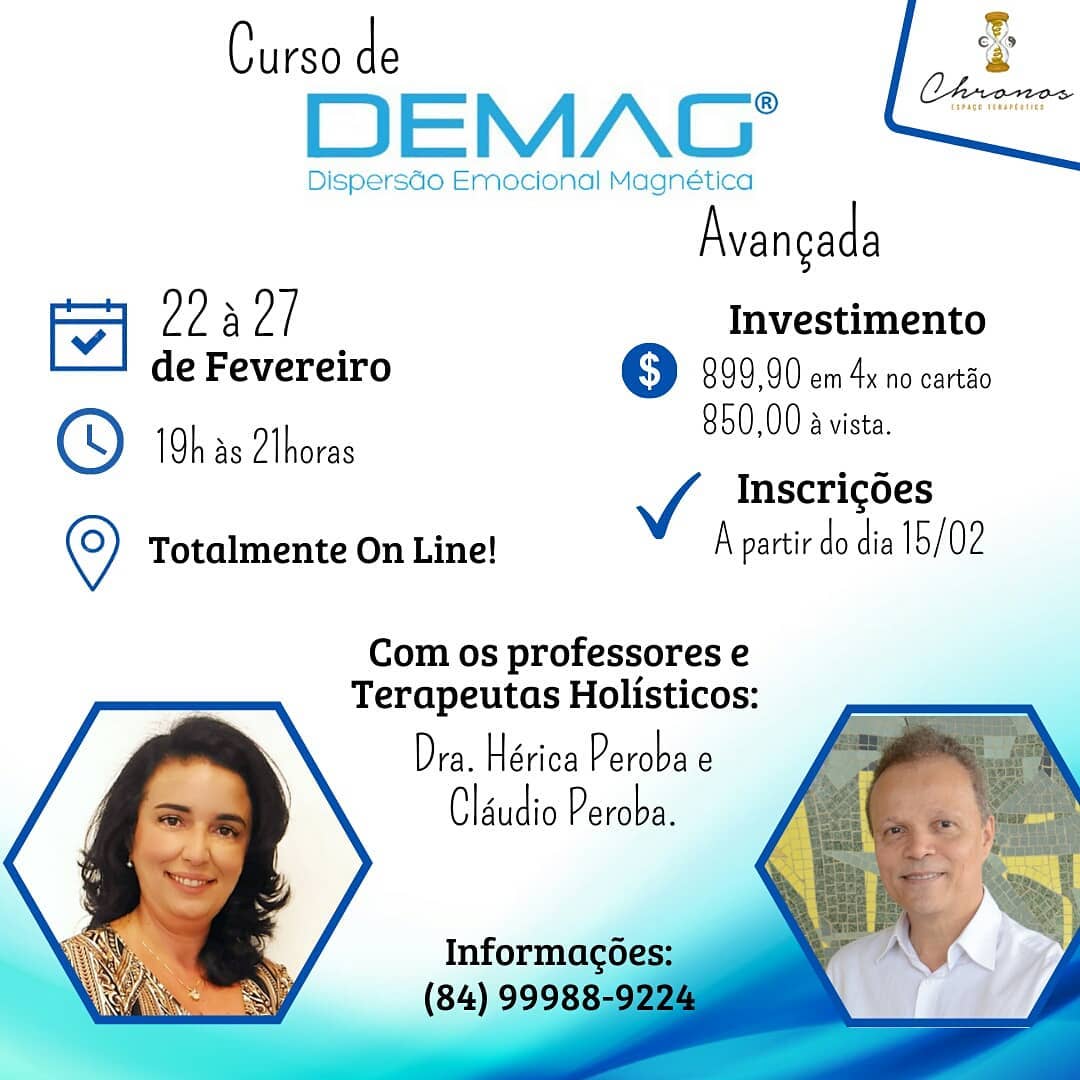 Curso de
DEMAG®
Dispersão Emocional Magnética
Avançada
Chronos
ESPAÇO TERAPÊUTICO
22 à 27
de Fevereiro
19h às 21horas
Totalmente On Line!
Investimento
$
899,90 em 4x no cartão
850,00 à vista.
Inscrições
A partir do dia 15/02
Com os professores e
Terapeutas Holísticos:
Dra. Hérica Peroba e
Cláudio Peroba.
Informações:
(84) 99988-9224